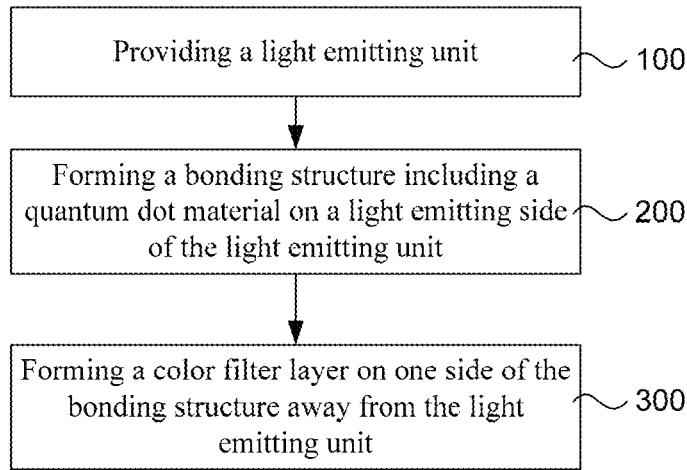 Providing a light emitting unit
100
Forming a bonding structure including a
quantum dot material on a light emitting side
of the light emitting unit
200
Forming a color filter layer on one side of the
bonding structure away from the light
emitting unit
300